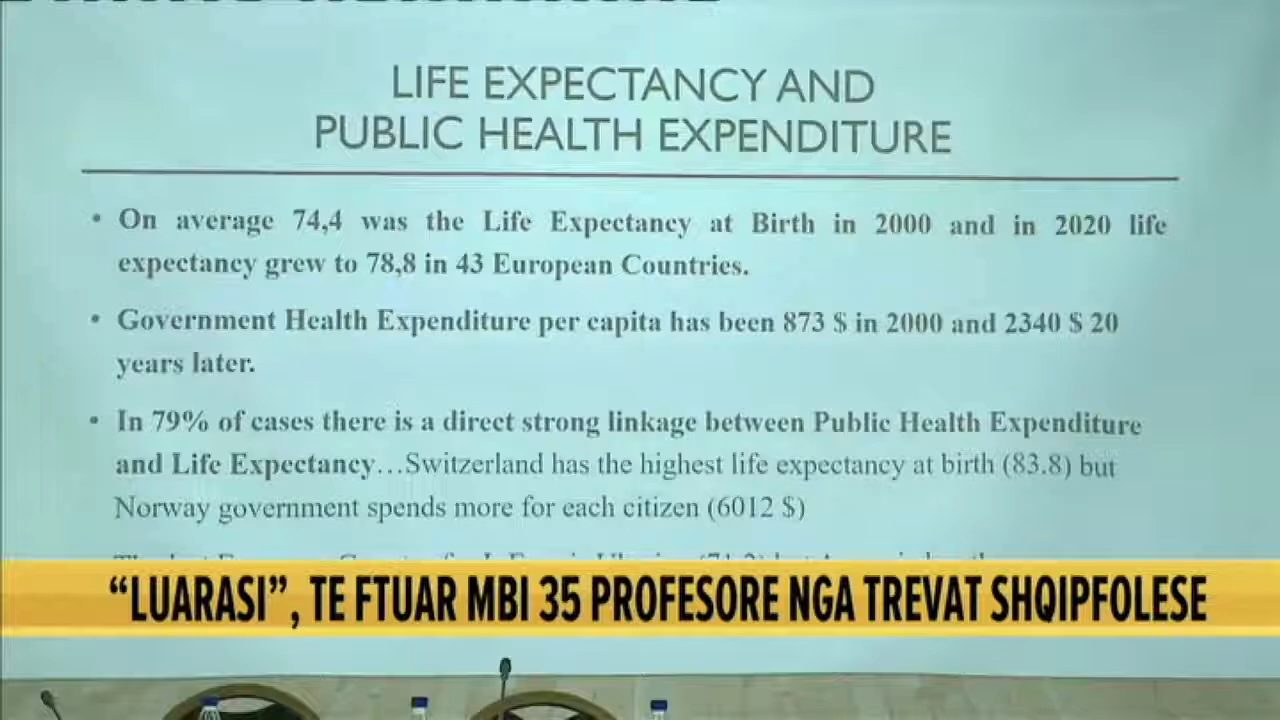 LIFE EXPECTANCY AND
PUBLIC HEALTH EXPENDITURE
• On average 74,4 was the Life Expectancy at Birth in 2000 and in 2020 life
expectancy grew to 78,8 in 43 European Countries.
• Government Health Expenditure per capita has been 873 $ in 2000 and 2340 $ 20
years later.
• In 79% of cases there is a direct strong linkage between Public Health Expenditure
and Life Expectancy…Switzerland has the highest life expectancy at birth (83.8) but
Norway government spends more for each citizen (6012 $)
“LUARASI”, TE FTUAR MBI 35 PROFESORE NGA TREVAT SHQIPFOLESE